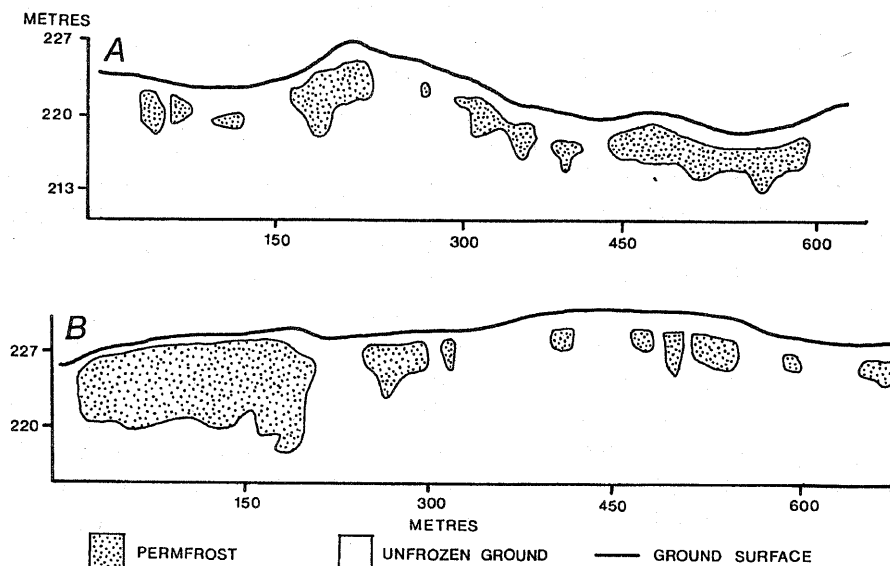 METRES
227
A
220
213
150
300
450
600
B
227
220
150
300
450
600
METRES
PERMFROST
UNFROZEN GROUND
GROUND SURFACE